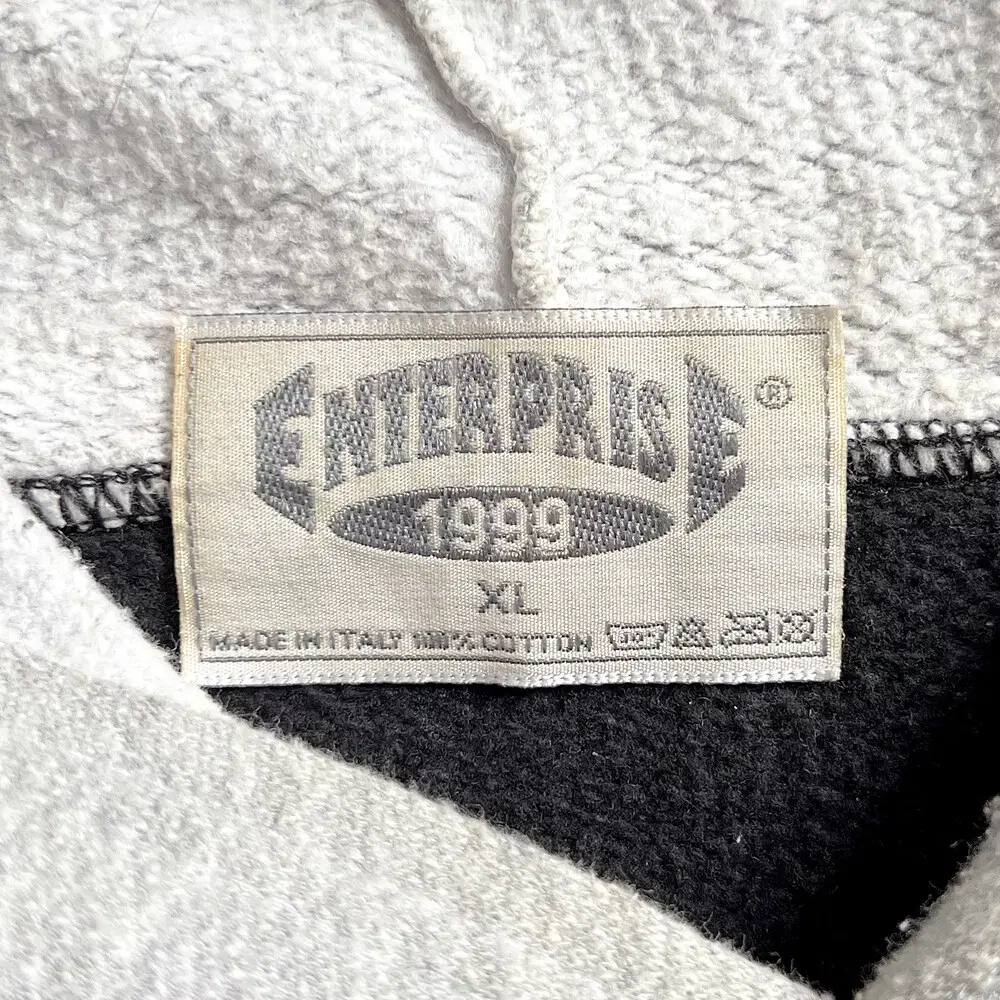 ENTERPRISE ®
1999
XL
MADE IN ITALY 100% COTTON